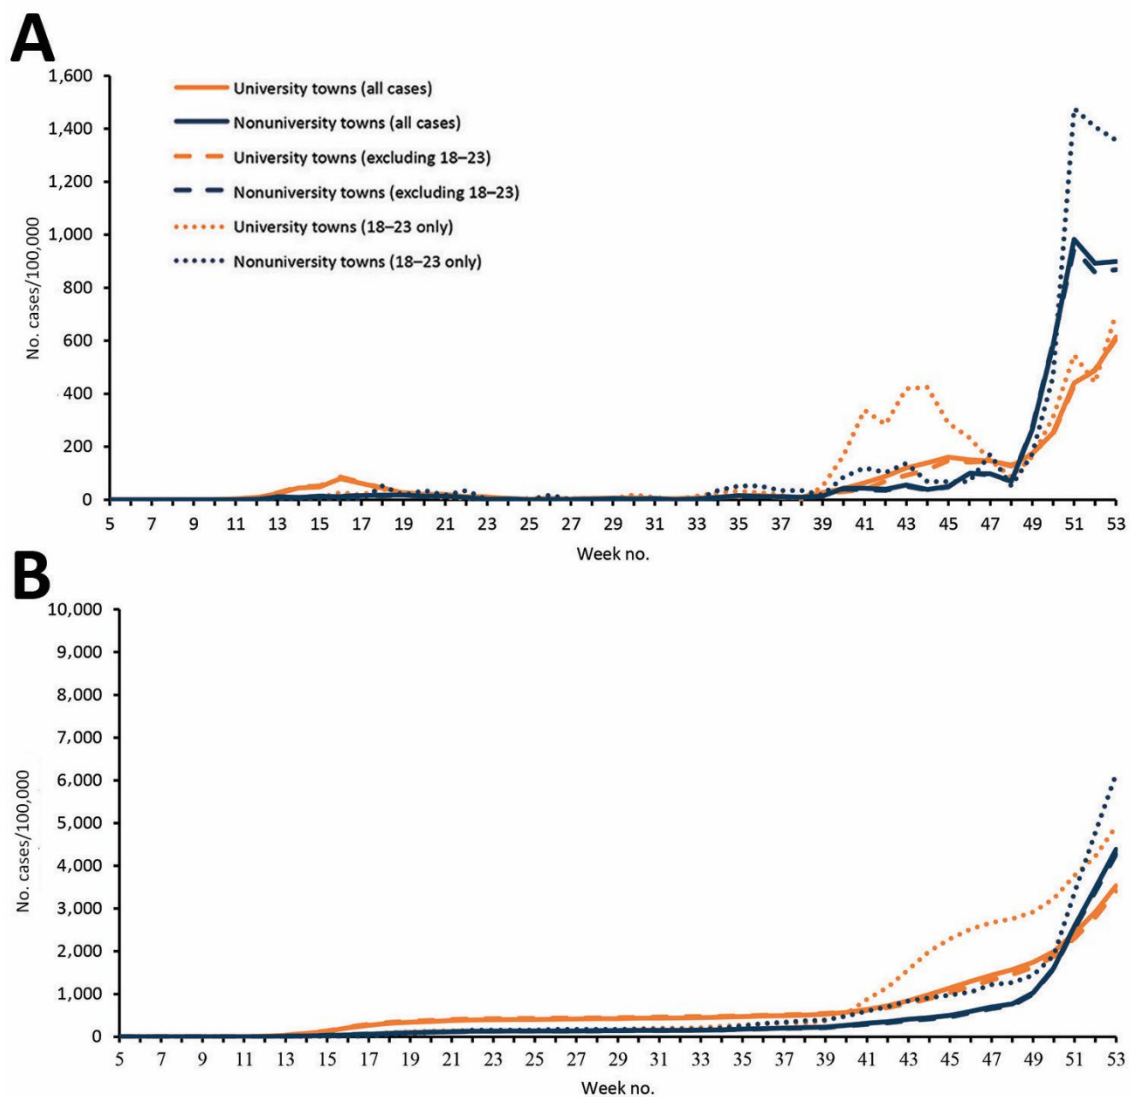 A
1,600
1,400
1,200
1,000
800
600
400
200
0
No. cases/100,000
University towns (all cases)
Nonuniversity towns (all cases)
University towns (excluding 18–23)
Nonuniversity towns (excluding 18–23)
University towns (18–23 only)
Nonuniversity towns (18–23 only)
5 7 9 11 13 15 17 19 21 23 25 27 29 31 33 35 37 39 41 43 45 47 49 51 53
Week no.
B
10,000
9,000
8,000
7,000
6,000
5,000
4,000
3,000
2,000
1,000
0
No. cases/100,000
5 7 9 11 13 15 17 19 21 23 25 27 29 31 33 35 37 39 41 43 45 47 49 51 53
Week no.